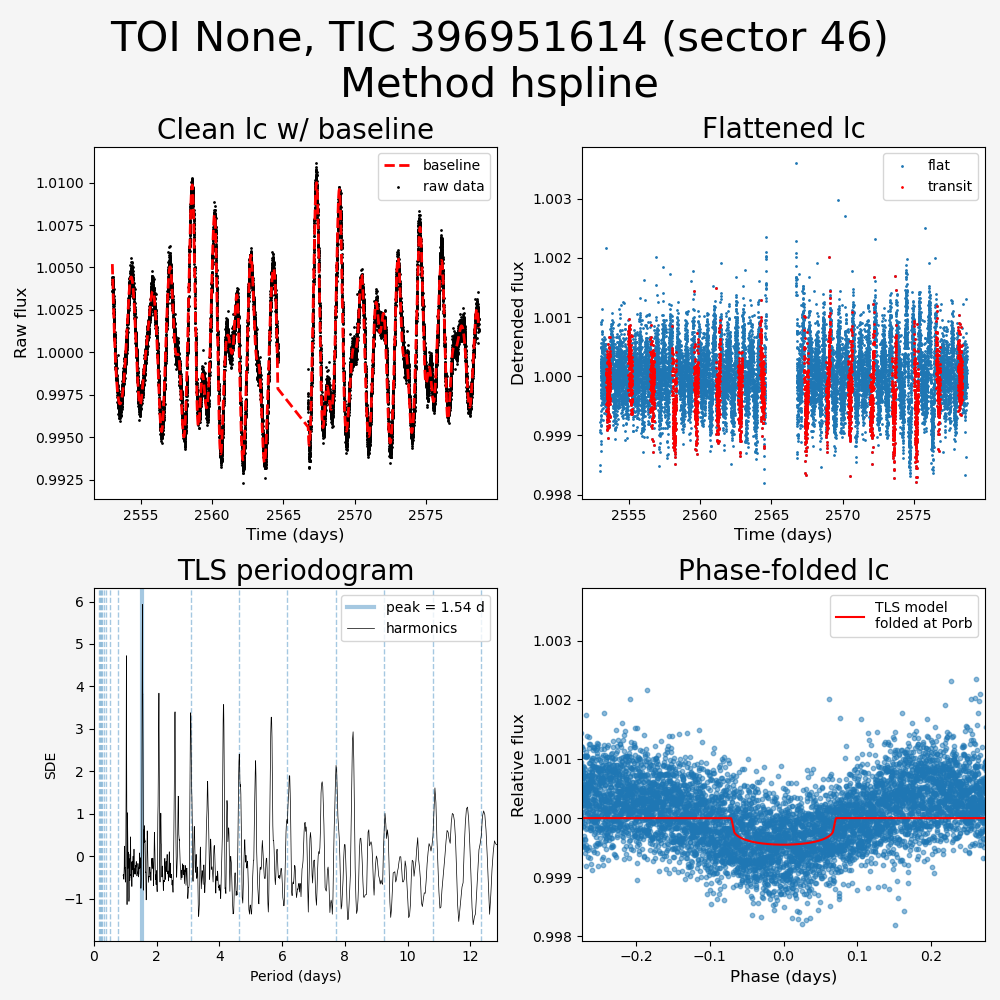 TOI None, TIC 396951614 (sector 46)
Method hspline
Clean lc w/ baseline
baseline
raw data
1.0100
1.0075
1.0050
1.0025
1.0000
0.9975
0.9950
0.9925
Raw flux
2555
2560
2565
2570
2575
Time (days)
Flattened lc
flat
transit
1.003
1.002
1.001
1.000
0.999
0.998
Detrended flux
2555
2560
2565
2570
2575
Time (days)
TLS periodogram
peak = 1.54 d
harmonics
6
5
4
3
2
1
0
−1
SDE
0
2
4
6
8
10
12
Period (days)
Phase-folded lc
TLS model
folded at Porb
1.003
1.002
1.001
1.000
0.999
0.998
Relative flux
−0.2
−0.1
0.0
0.1
0.2
Phase (days)